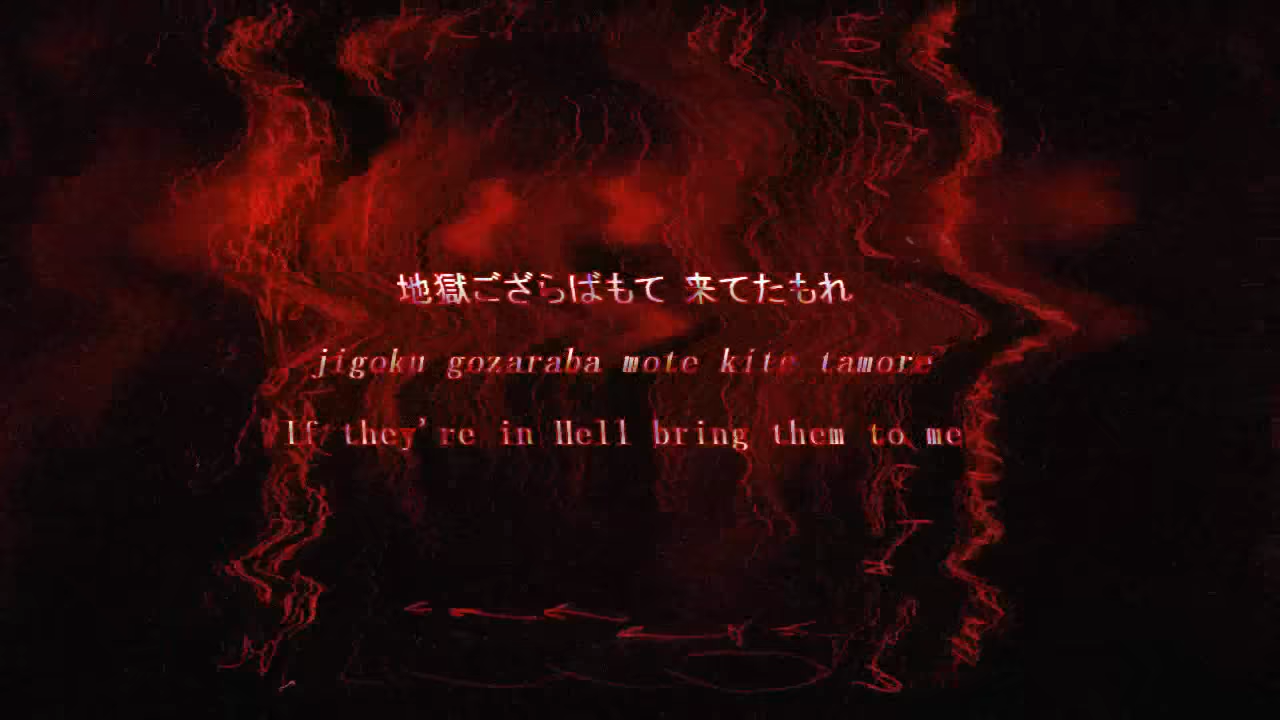 地獄ござらばもて 来てたもれ
jigoku gozaraba mote kite tamore
If they're in Hell bring them to me